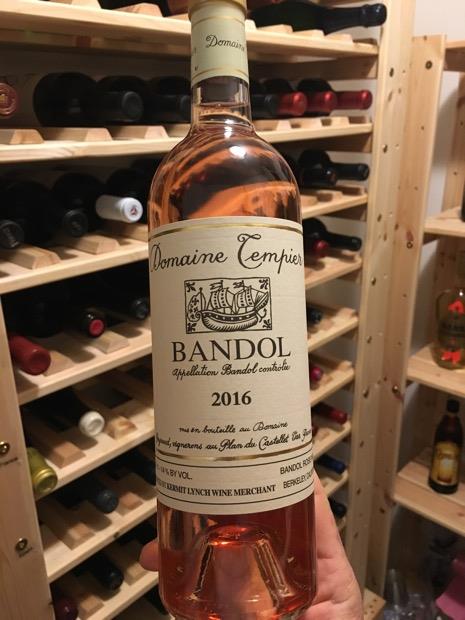 Domaine
Domaine Tempier
BANDOL
Appellation Bandol contrôlée
2016
mis en bouteille au Domaine
vignerons au Plan du Castellet
% BY VOL.
BANDOL
KERMIT LYNCH WINE MERCHANT
BERKELEY,